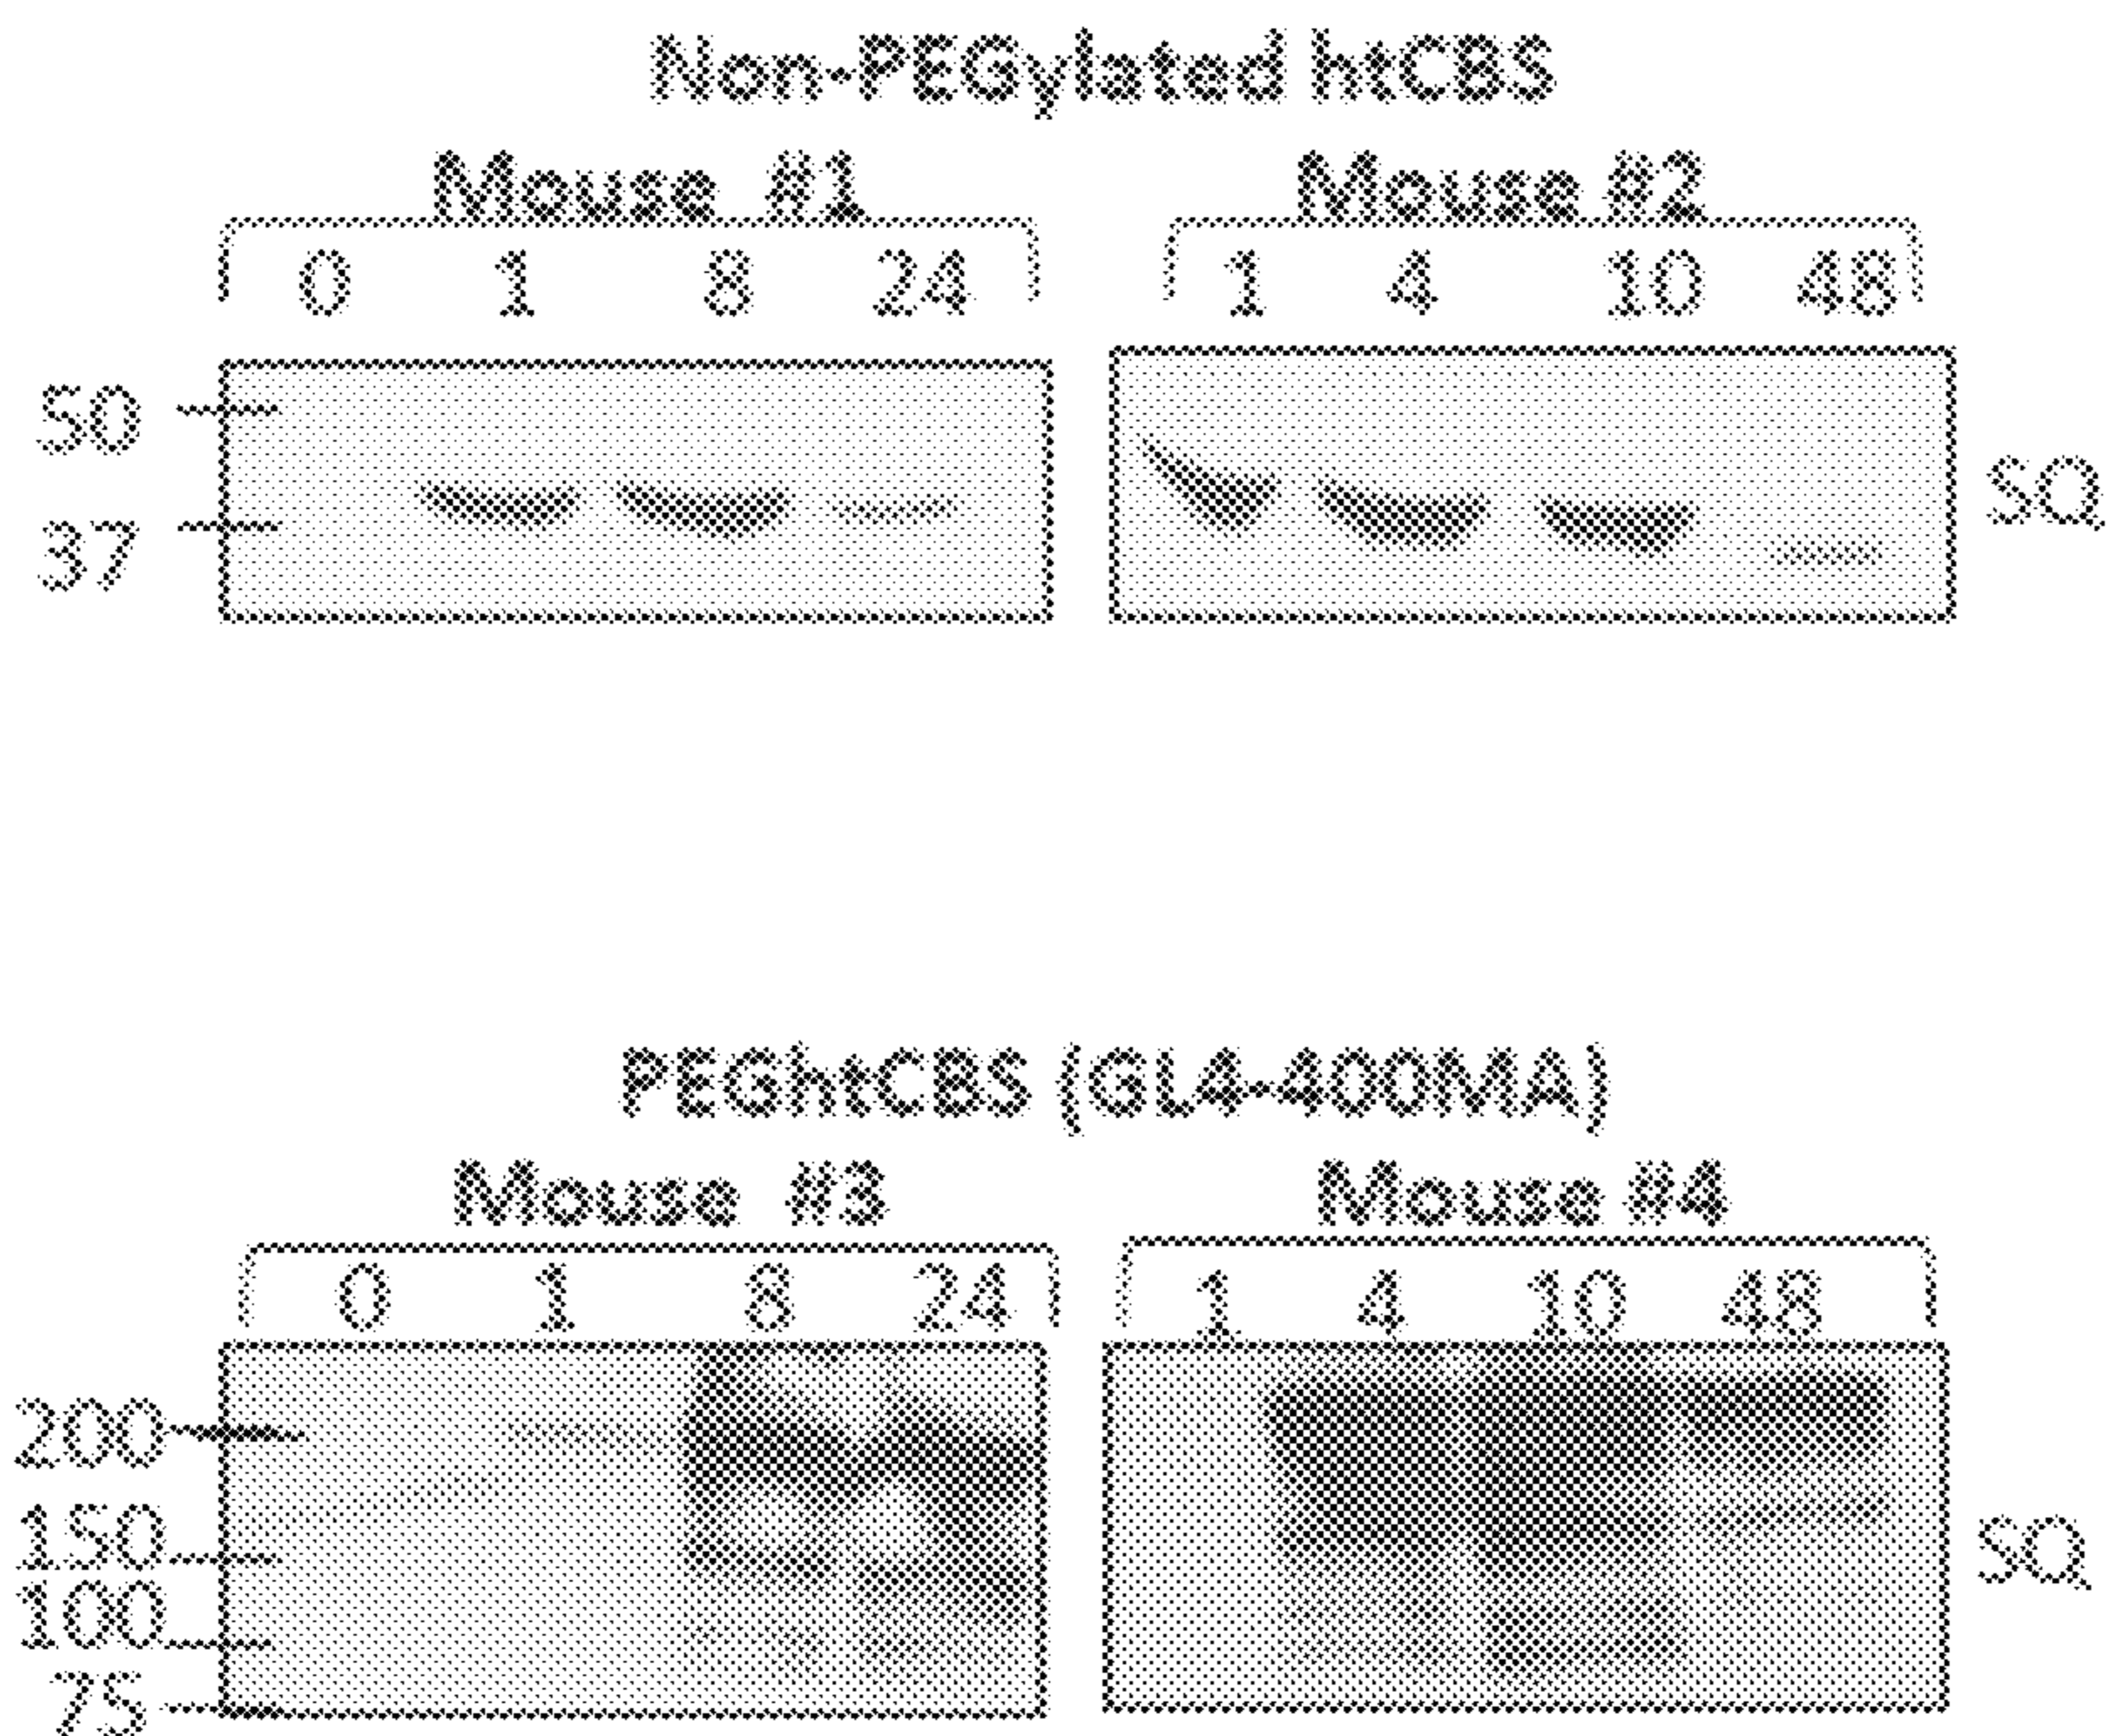 Non-PEGylated htCBS
Mouse #1 Mouse #2
0 1 8 24 1 4 10 48
50
37
SQ
PEGhtCBS (GL4-400MA)
Mouse #3 Mouse #4
0 1 8 24 1 4 10 48
200
150
100
75
SQ